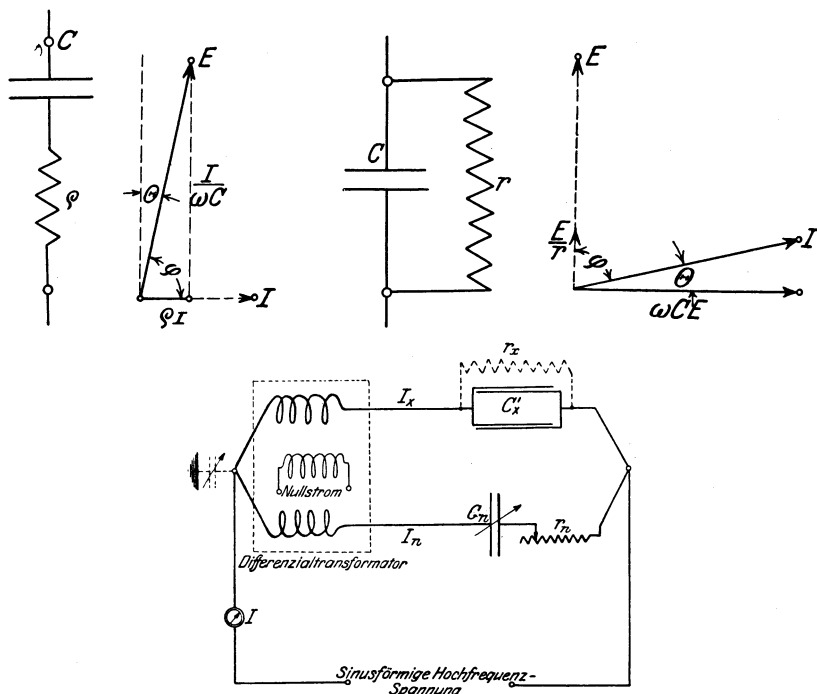 C
E
Θ
I/ωC
ϱ
φ
ϱI
I
C
r
E
E/r
φ
Θ
I
ωCE
r_x
I_x
C'_x
Nullstrom
C_n
r_n
I_n
Differenzialtransformator
I
Sinusförmige Hochfrequenz-
Spannung